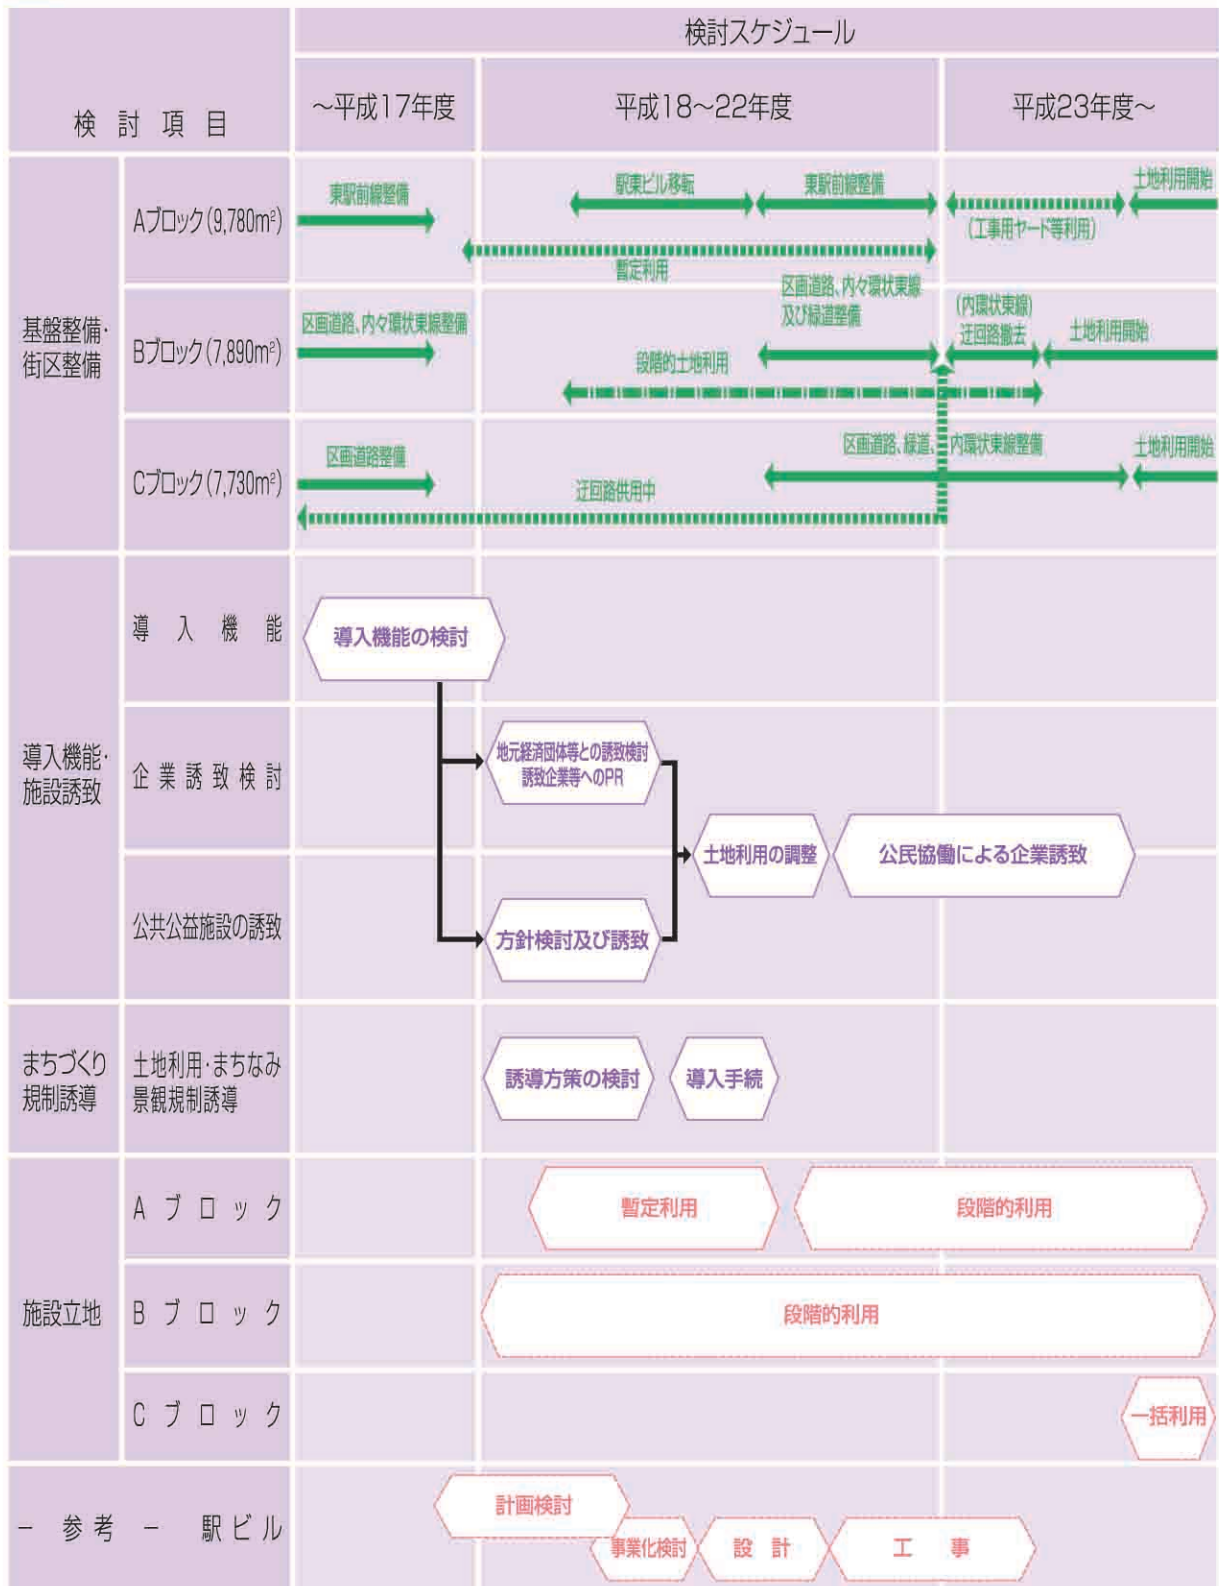 検討スケジュール
検討項目
～平成17年度
平成18～22年度
平成23年度～
基盤整備・
街区整備
Aブロック(9,780m²)
東駅前線整備
駅東ビル移転
東駅前線整備
土地利用開始
(工事用ヤード等利用)
暫定利用
Bブロック(7,890m²)
区画道路、内々環状東線整備
区画道路、内々環状東線
及び緑道整備
(内環状東線)
迂回路撤去
土地利用開始
段階的土地利用
Cブロック(7,730m²)
区画道路整備
区画道路、緑道、内環状東線整備
土地利用開始
迂回路供用中
導入機能・
施設誘致
導入機能
導入機能の検討
企業誘致検討
地元経済団体等との誘致検討
誘致企業等へのPR
土地利用の調整
公民協働による企業誘致
公共公益施設の誘致
方針検討及び誘致
まちづくり
規制誘導
土地利用・まちなみ
景観規制誘導
誘導方策の検討
導入手続
施設立地
Aブロック
暫定利用
段階的利用
Bブロック
段階的利用
Cブロック
一括利用
－参考－ 駅ビル
計画検討
事業化検討
設計
工事